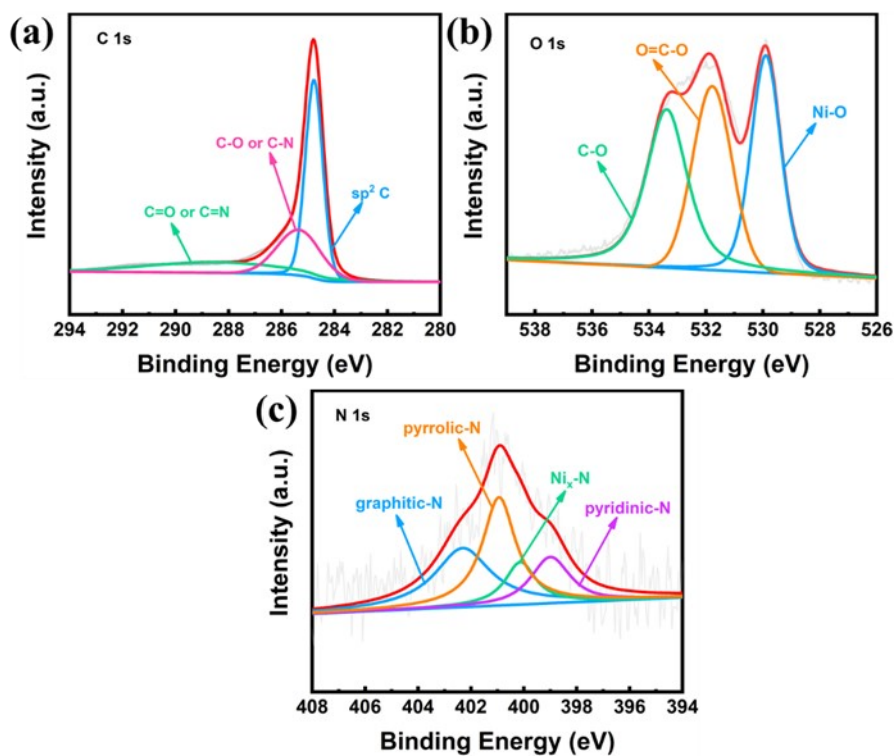 (a)
C 1s
C-O or C-N
C=O or C=N
sp² C
Intensity (a.u.)
294 292 290 288 286 284 282 280
Binding Energy (eV)
(b)
O 1s
O=C-O
C-O
Ni-O
Intensity (a.u.)
538 536 534 532 530 528 526
Binding Energy (eV)
(c)
N 1s
pyrrolic-N
Niₓ-N
graphitic-N
pyridinic-N
Intensity (a.u.)
408 406 404 402 400 398 396 394
Binding Energy (eV)